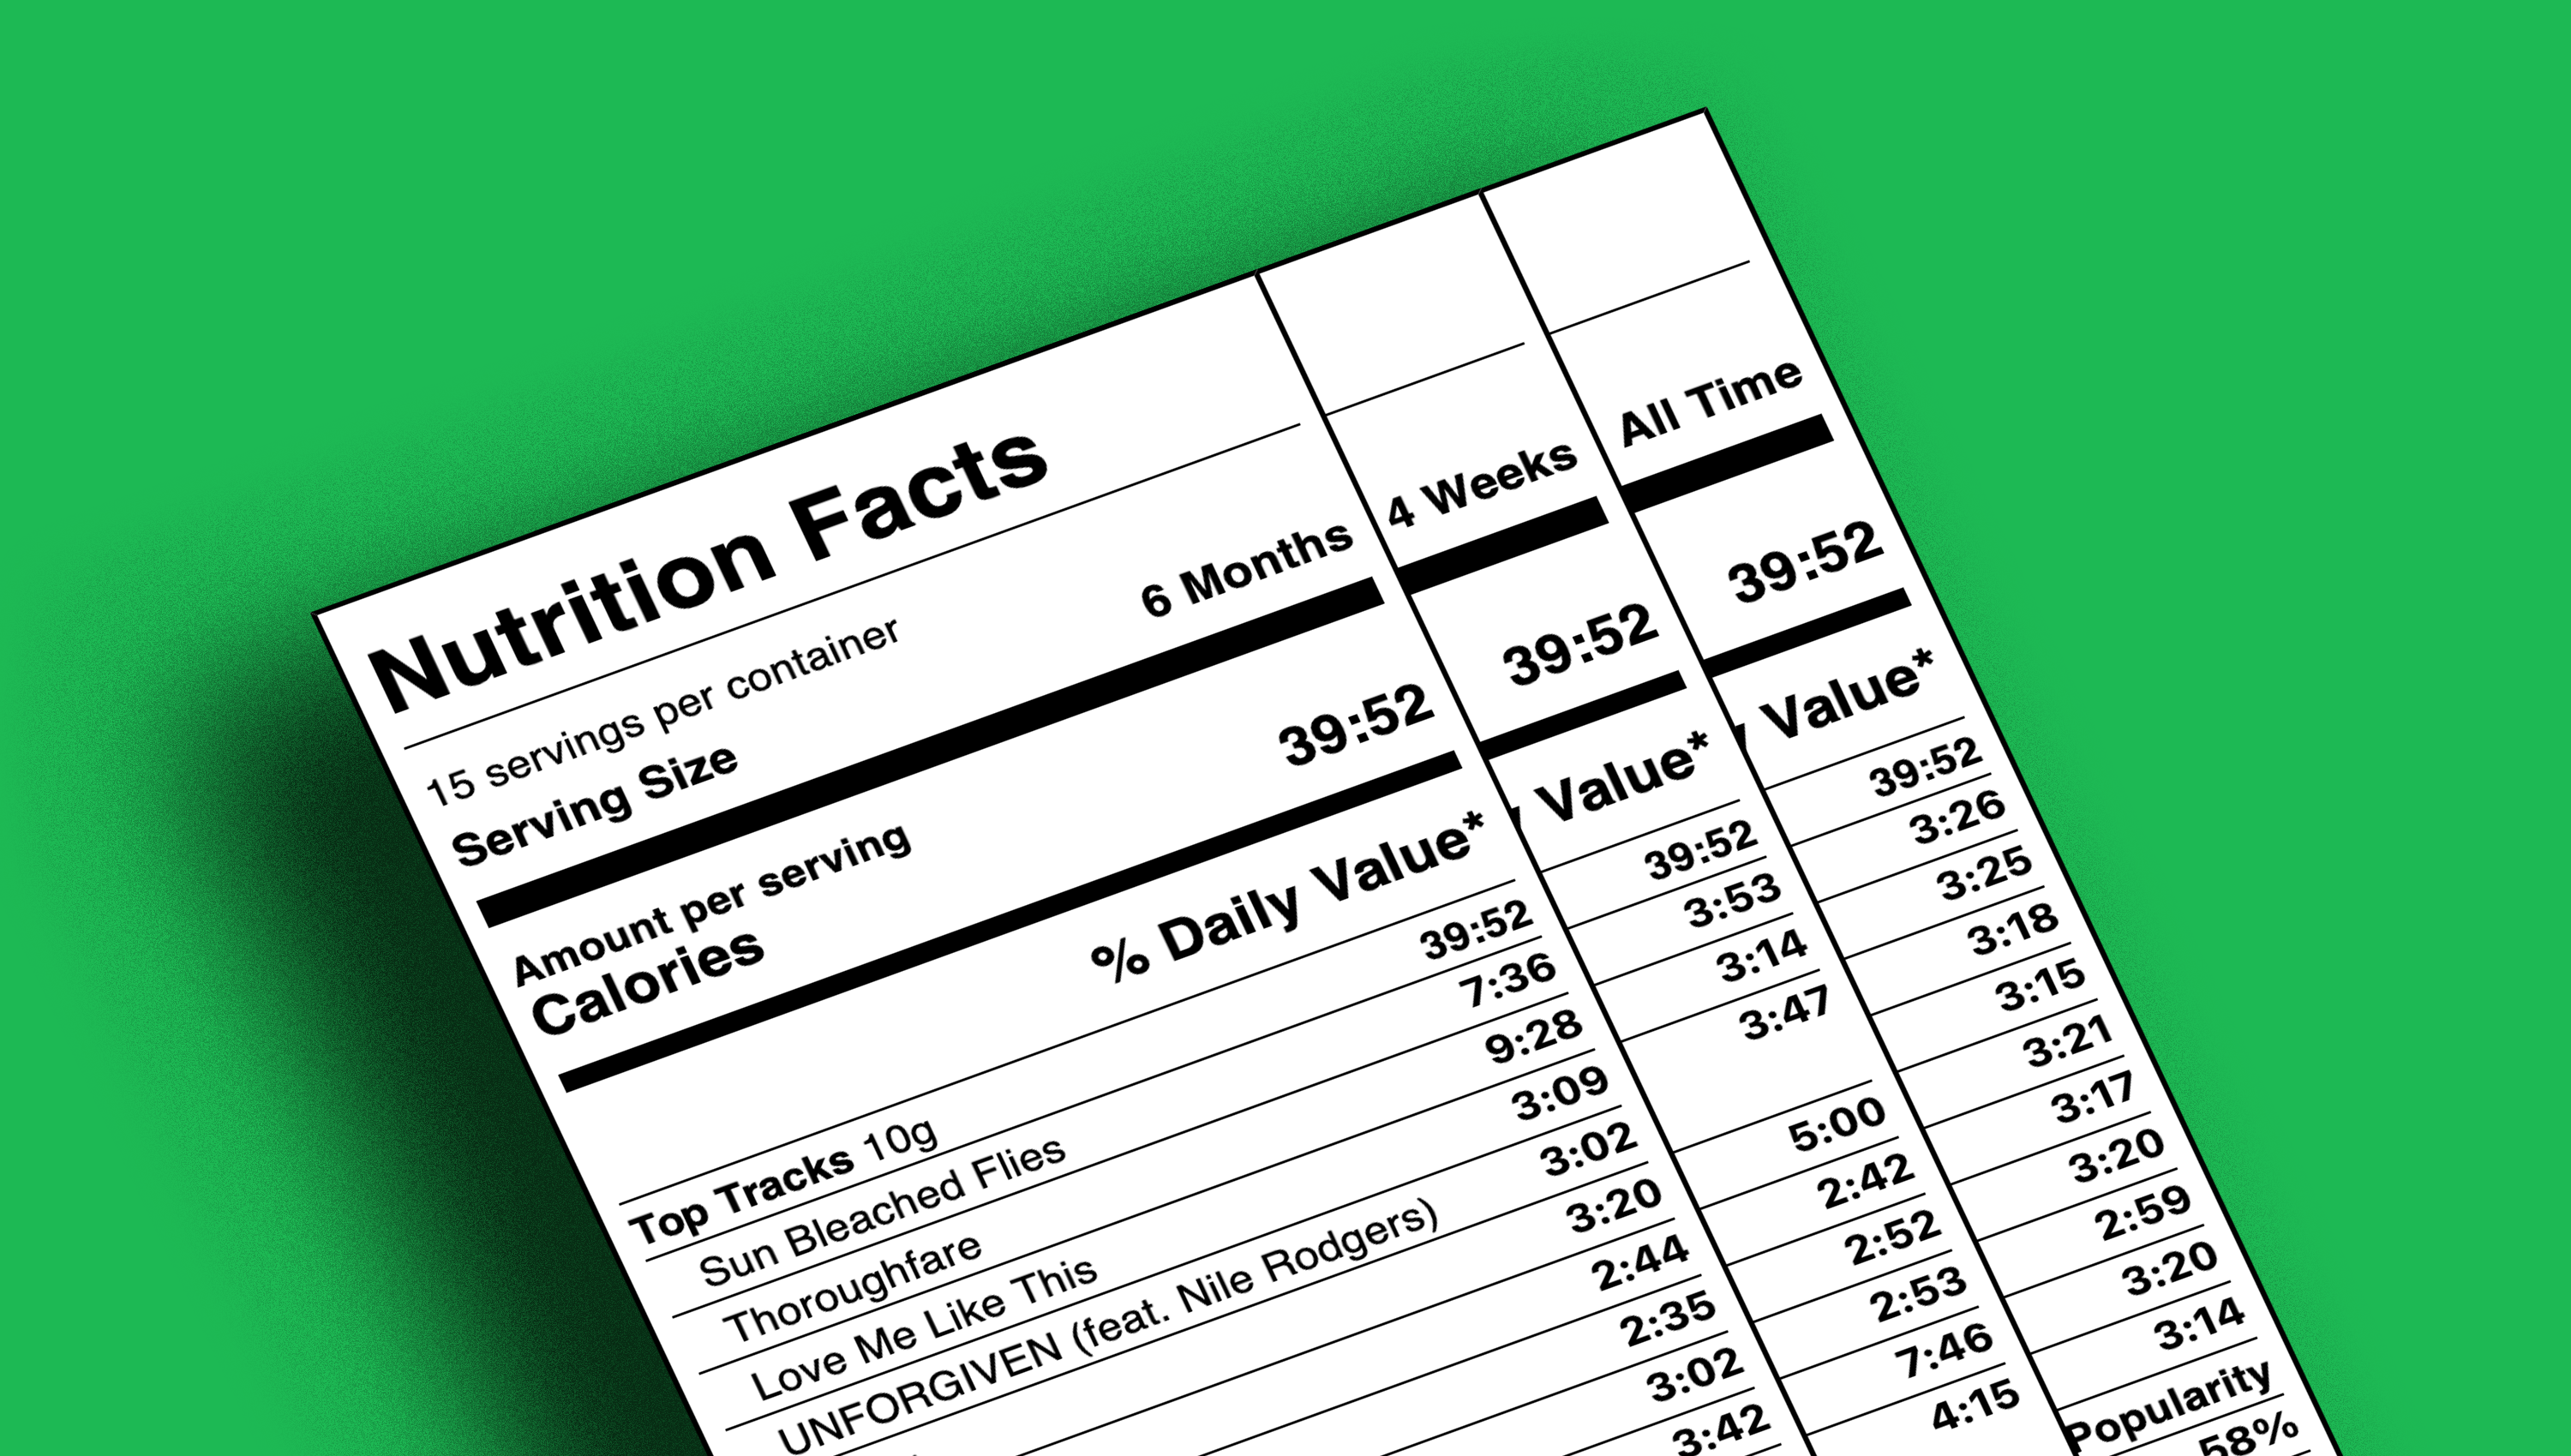 Nutrition Facts
15 servings per container
Serving Size 6 Months
Amount per serving
Calories 39:52
% Daily Value*
Top Tracks 10g 39:52
Sun Bleached Flies 7:36
Thoroughfare 9:28
Love Me Like This 3:09
UNFORGIVEN (feat. Nile Rodgers) 3:02
3:20
2:44
2:35
3:02
3:42
4 Weeks
39:52
Value*
39:52
3:53
3:14
3:47
5:00
2:42
2:52
2:53
7:46
4:15
All Time
39:52
Value*
39:52
3:26
3:25
3:18
3:15
3:21
3:17
3:20
2:59
3:20
3:14
Popularity
58%